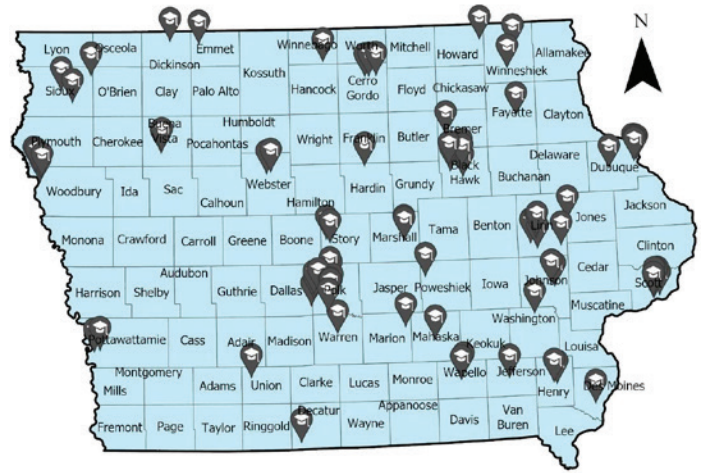 N
Lyon Osceola Emmet Winnebago Worth Mitchell Howard Allamakee
Dickinson Winneshiek
Kossuth
Sioux O'Brien Clay Palo Alto Hancock Cerro Floyd Chickasaw
Gordo Fayatte Clayton
Humboldt
Buena Bremer
Plymouth Cherokee Vista Pocahontas Wright Franklin Butler
Black Delaware Dubuque
Woodbury Ida Sac Webster Hardin Grundy Hawk Buchanan
Calhoun Hamilton
Jones Jackson
Monona Crawford Carroll Greene Boone Story Marshall Tama Benton Linn
Clinton
Audubon Cedar
Harrison Shelby Guthrie Dallas Polk Jasper Poweshiek Iowa Johnson Scott
Muscatine
Washington
Pottawattamie Cass Adair Madison Warren Marion Mahaska
Keokuk Louisa
Montgomery
Mills Adams Union Clarke Lucas Monroe Wapello Jefferson Henry Des Moines
Decatur Appanoose
Fremont Page Taylor Ringgold Wayne Davis Van
Buren Lee